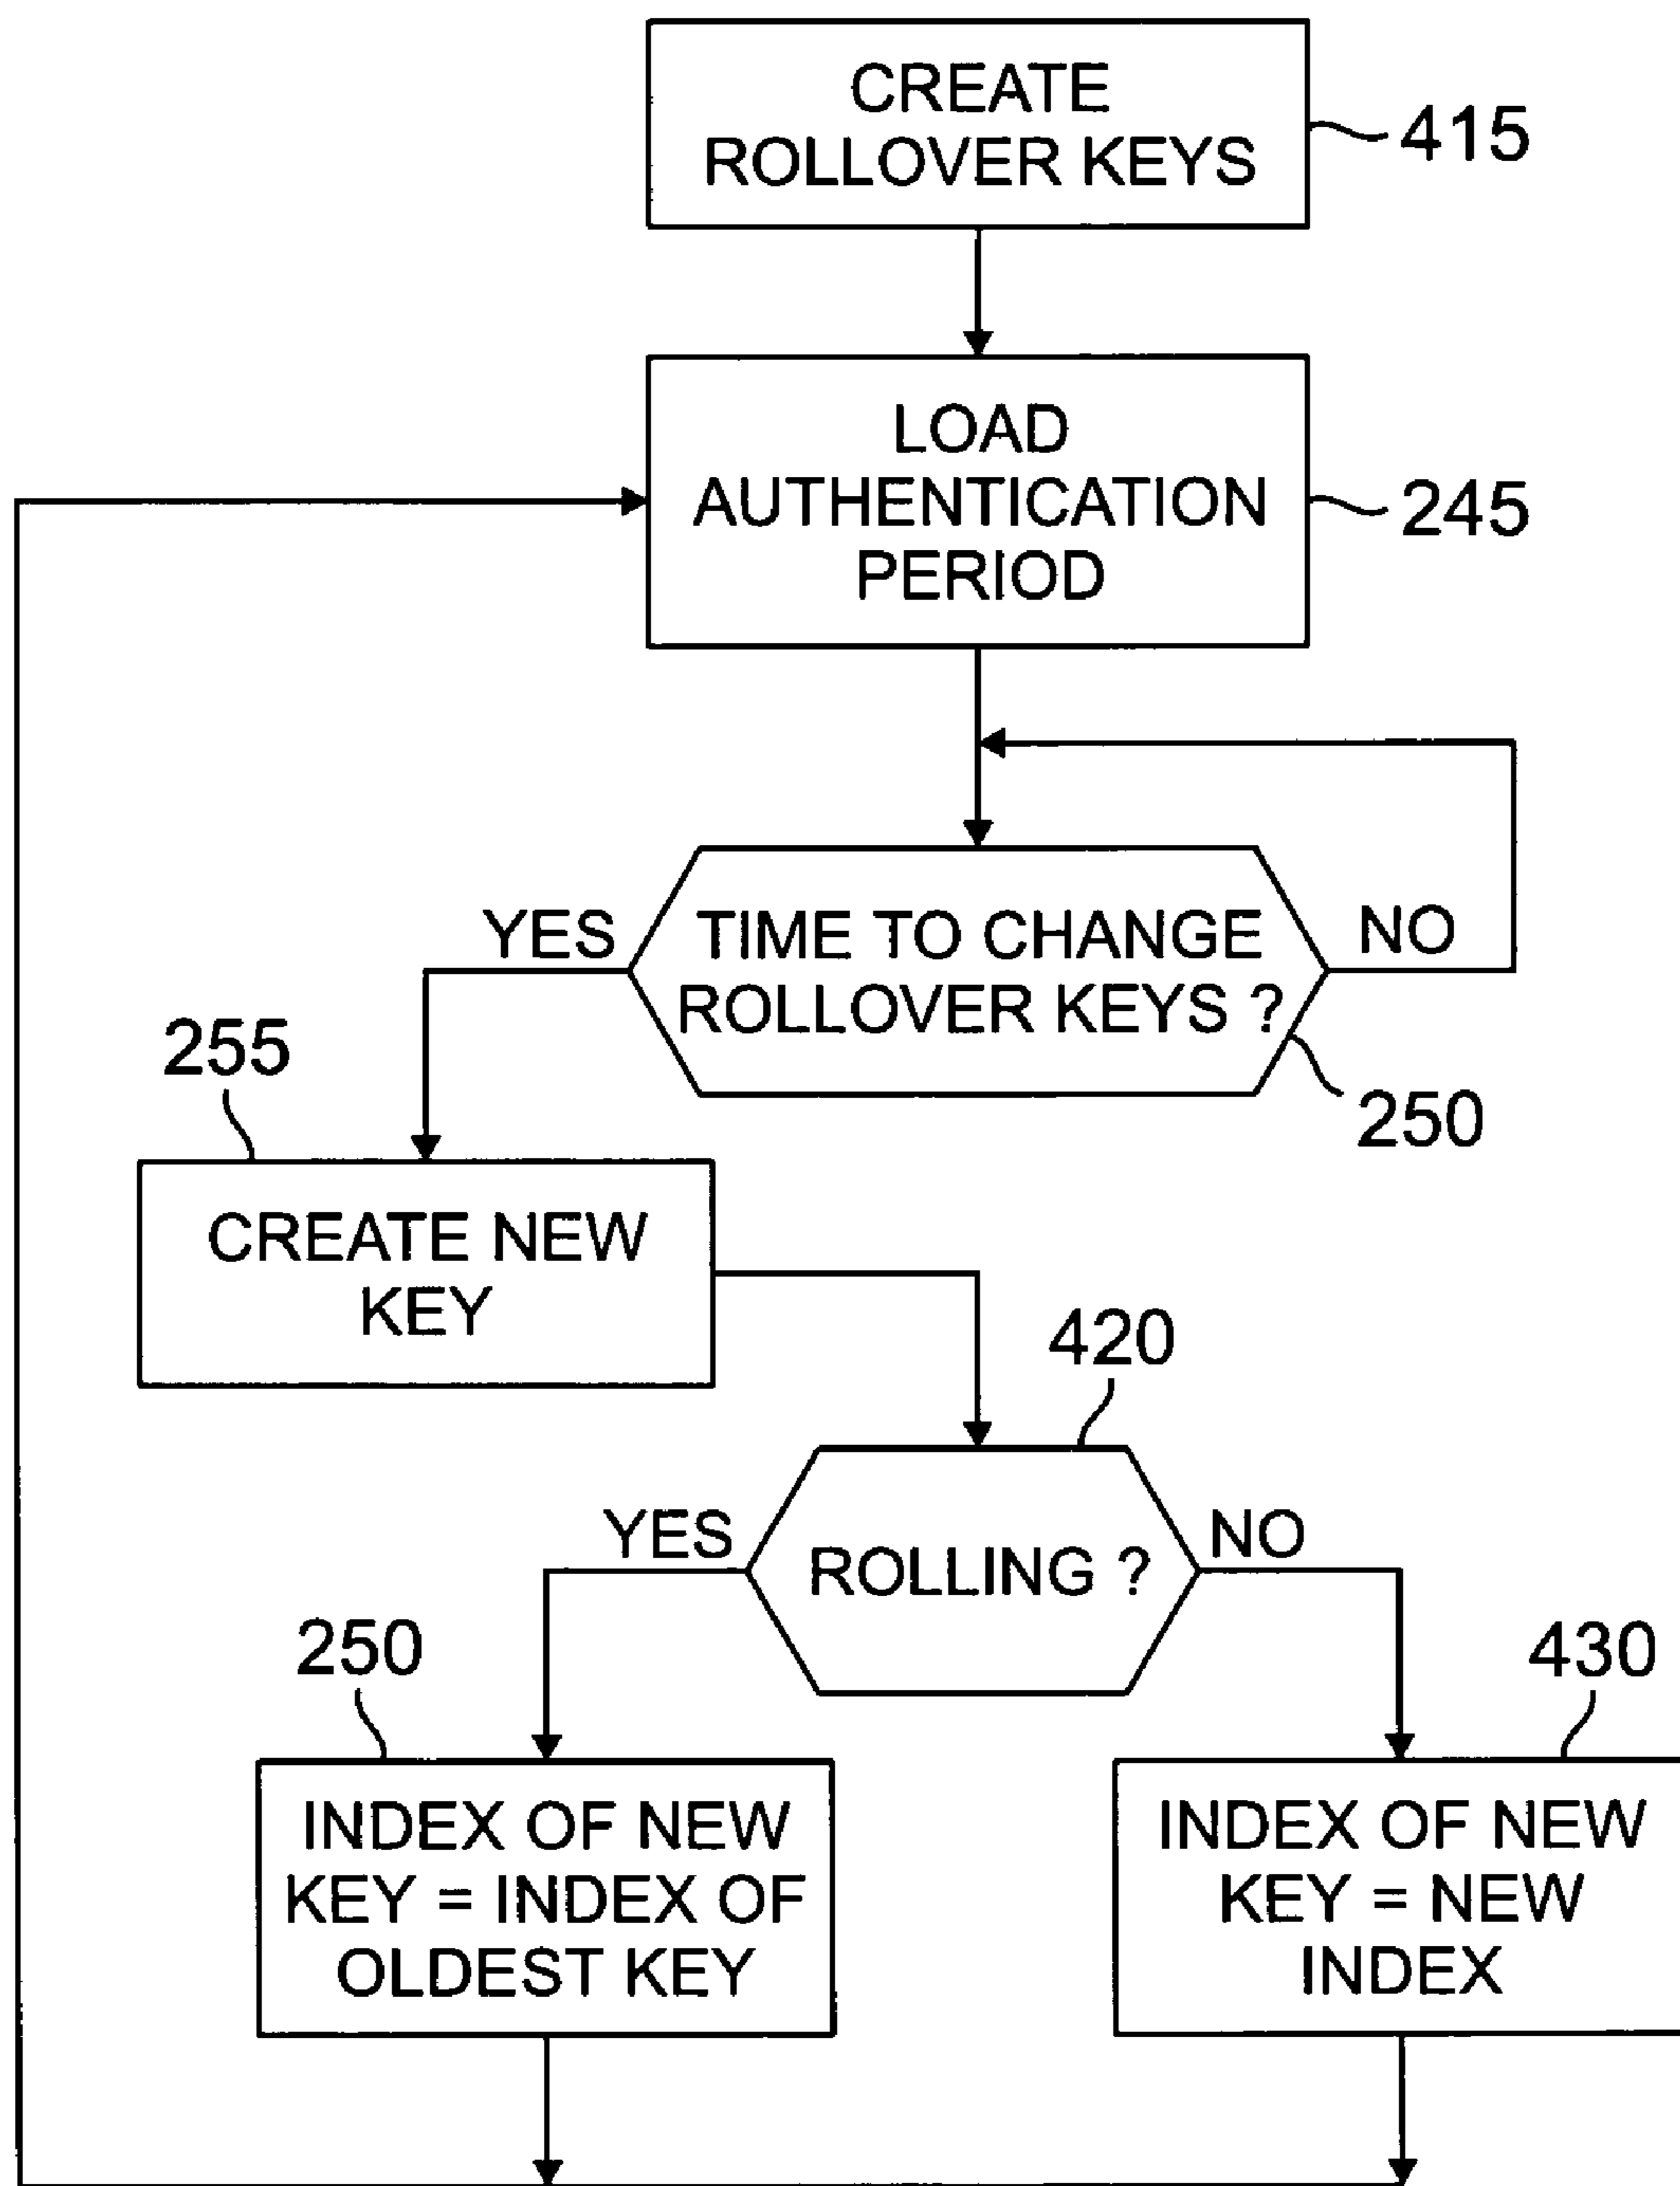 CREATE
ROLLOVER KEYS
415
LOAD
AUTHENTICATION
PERIOD
245
YES
TIME TO CHANGE
ROLLOVER KEYS ?
NO
250
255
CREATE NEW
KEY
420
YES
ROLLING ?
NO
250
INDEX OF NEW
KEY = INDEX OF
OLDEST KEY
430
INDEX OF NEW
KEY = NEW
INDEX